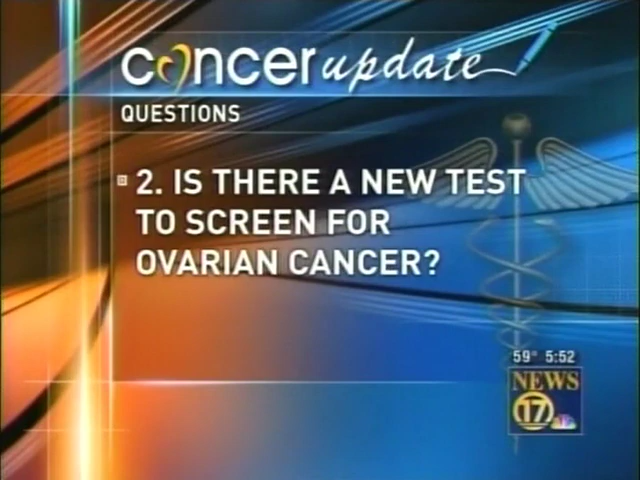 cancer update
QUESTIONS
2. IS THERE A NEW TEST
TO SCREEN FOR
OVARIAN CANCER?
59° 5:52
NEWS
17